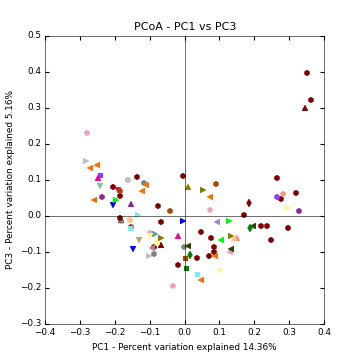 PCoA - PC1 vs PC3
0.5
0.4
0.3
0.2
0.1
0.0
−0.1
−0.2
−0.3
−0.4 −0.3 −0.2 −0.1 0.0 0.1 0.2 0.3 0.4
PC3 - Percent variation explained 5.16%
PC1 - Percent variation explained 14.36%